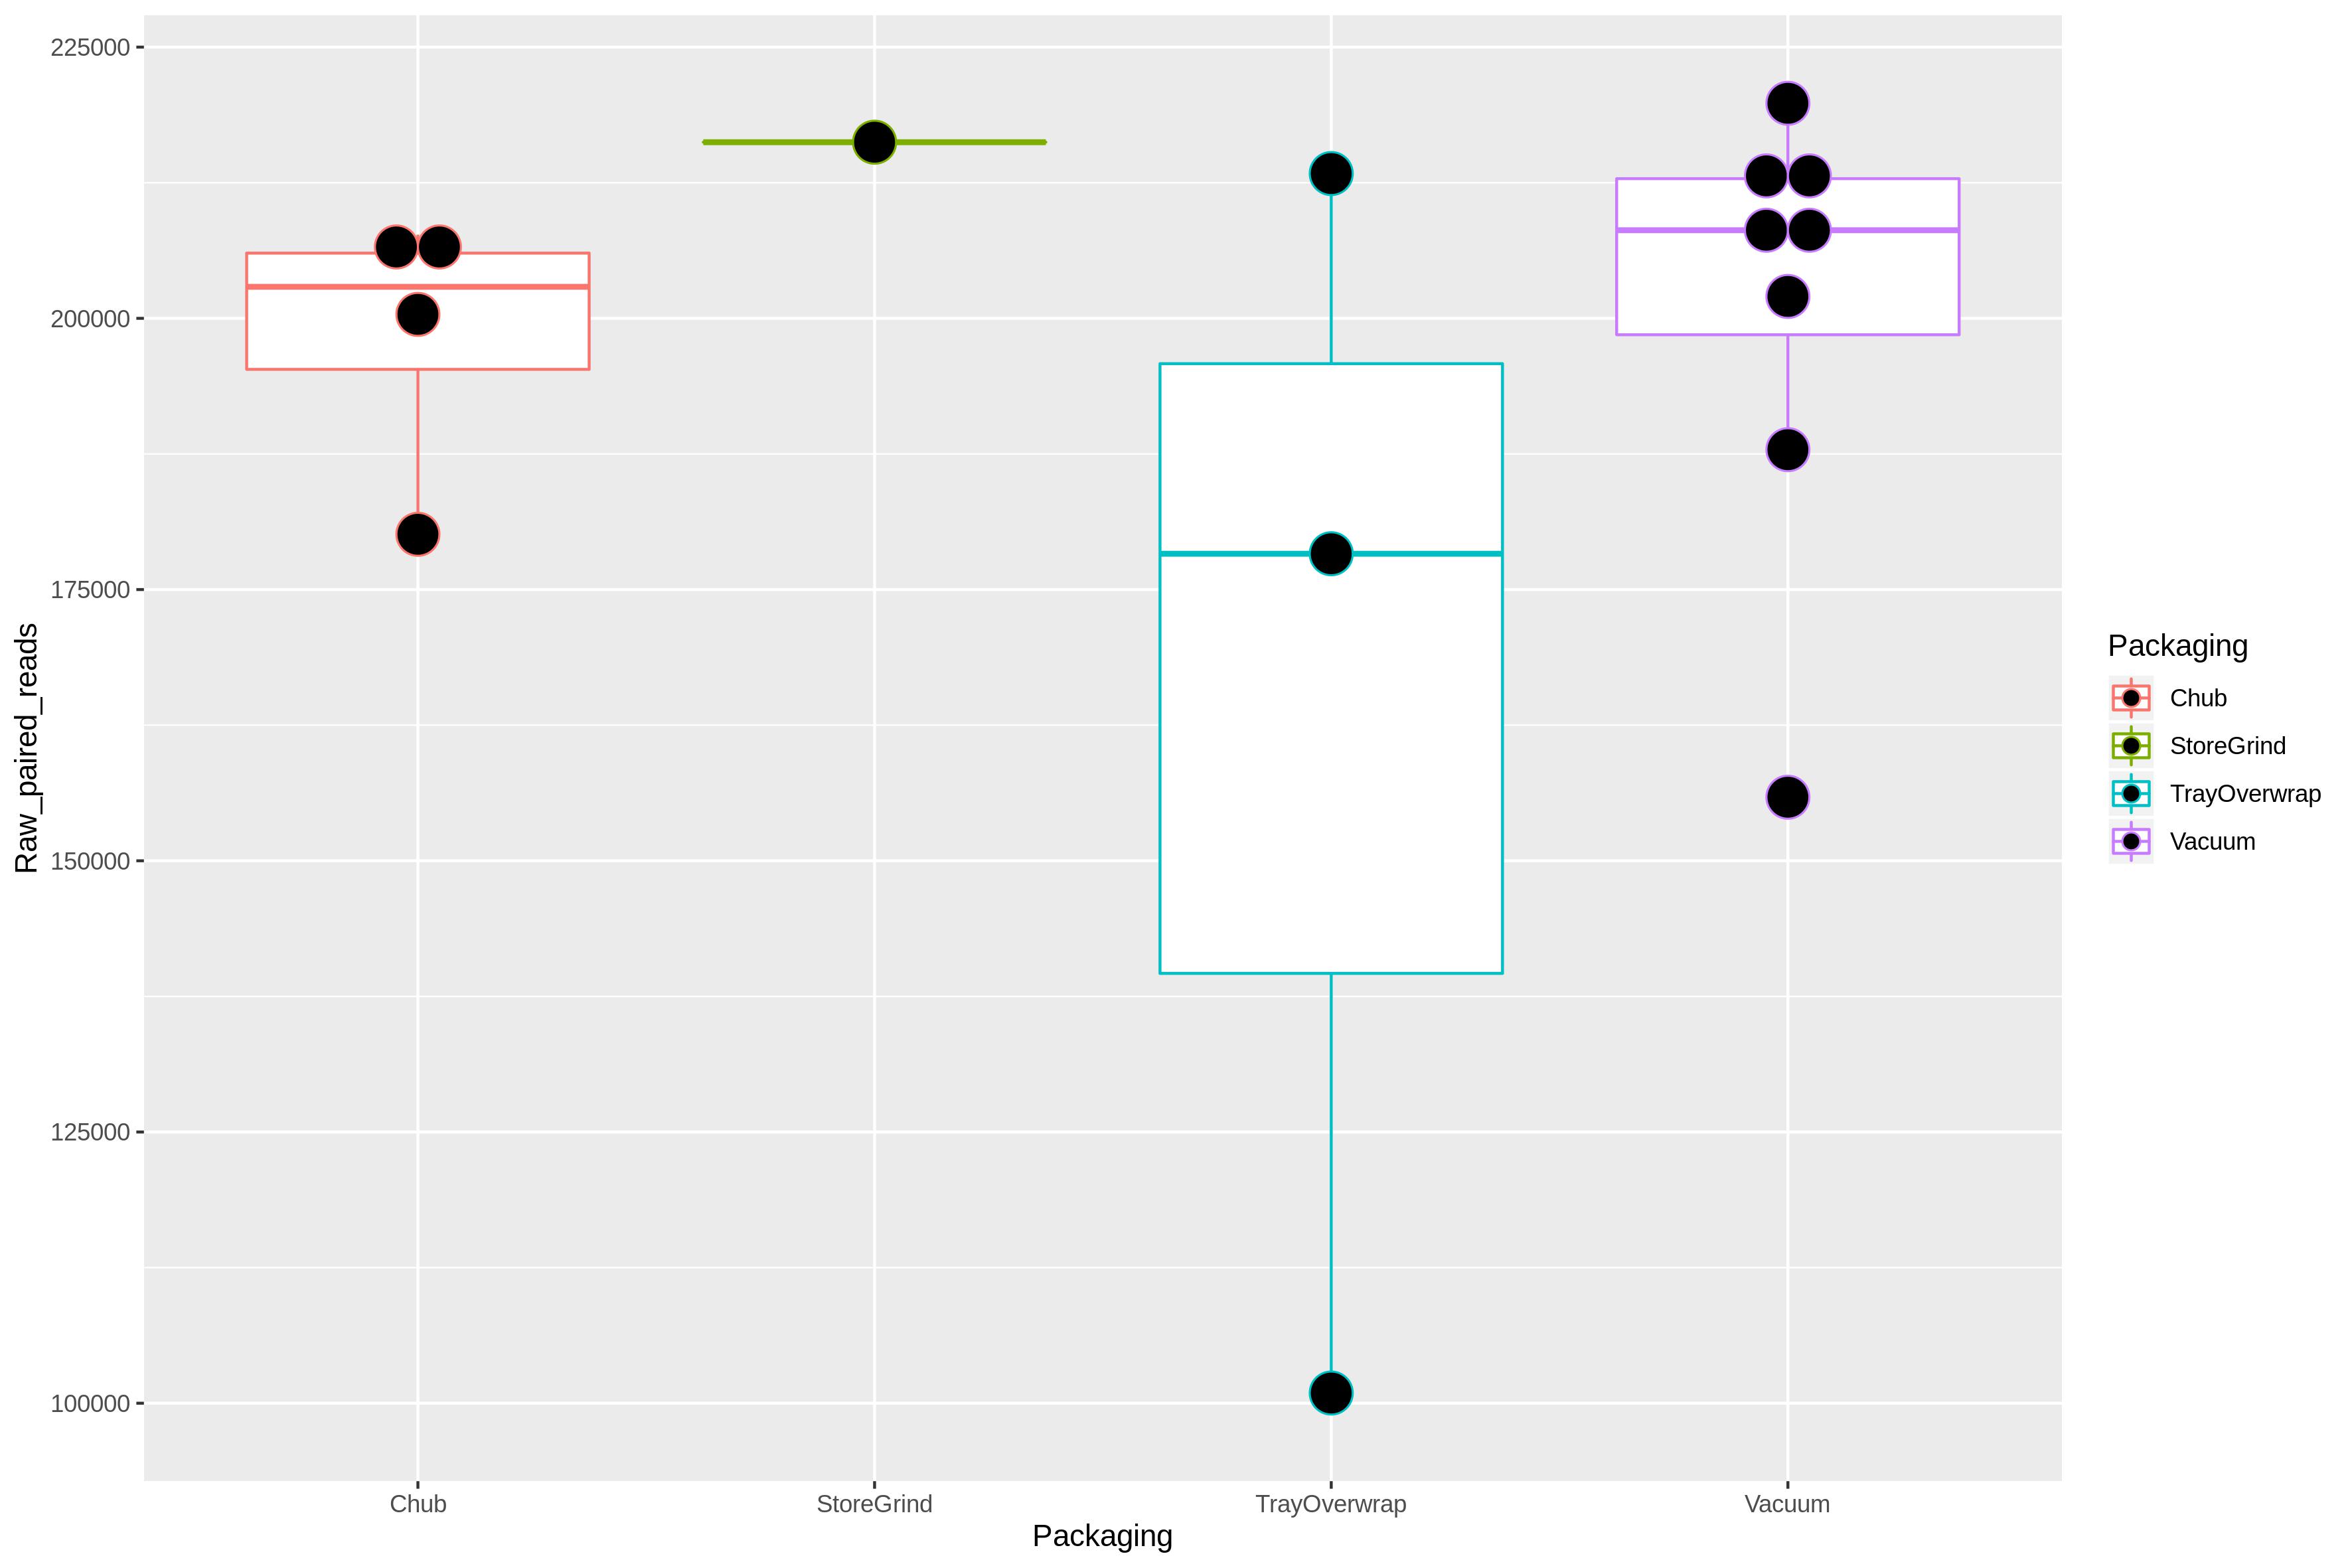 Raw_paired_reads
225000
200000
175000
150000
125000
100000
Chub
StoreGrind
TrayOverwrap
Vacuum
Packaging
Packaging
Chub
StoreGrind
TrayOverwrap
Vacuum